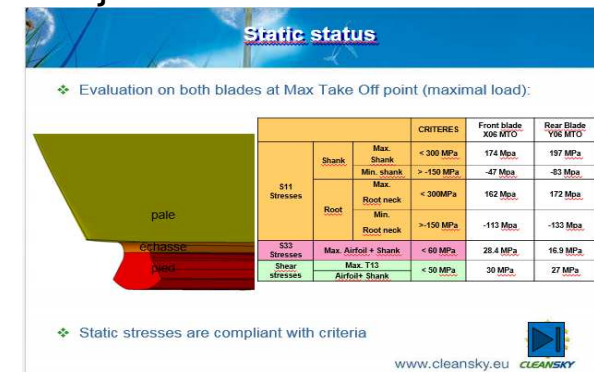 Static status
❖ Evaluation on both blades at Max Take Off point (maximal load):
CRITERES Front blade X06 MTO Rear Blade Y06 MTO
S11 Stresses Shank Max. Shank < 300 MPa 174 Mpa 197 MPa
Min. shank > -150 MPa -47 Mpa -83 Mpa
Root Max. Root neck < 300MPa 162 Mpa 172 Mpa
Min. Root neck >-150 MPa -113 Mpa -133 Mpa
S33 Stresses Max. Airfoil + Shank < 60 MPa 28.4 MPa 16.9 MPa
Shear stresses Max. T13 Airfoil+ Shank < 50 MPa 30 MPa 27 MPa
pale
échasse
pied
❖ Static stresses are compliant with criteria
www.cleansky.eu CLEANSKY